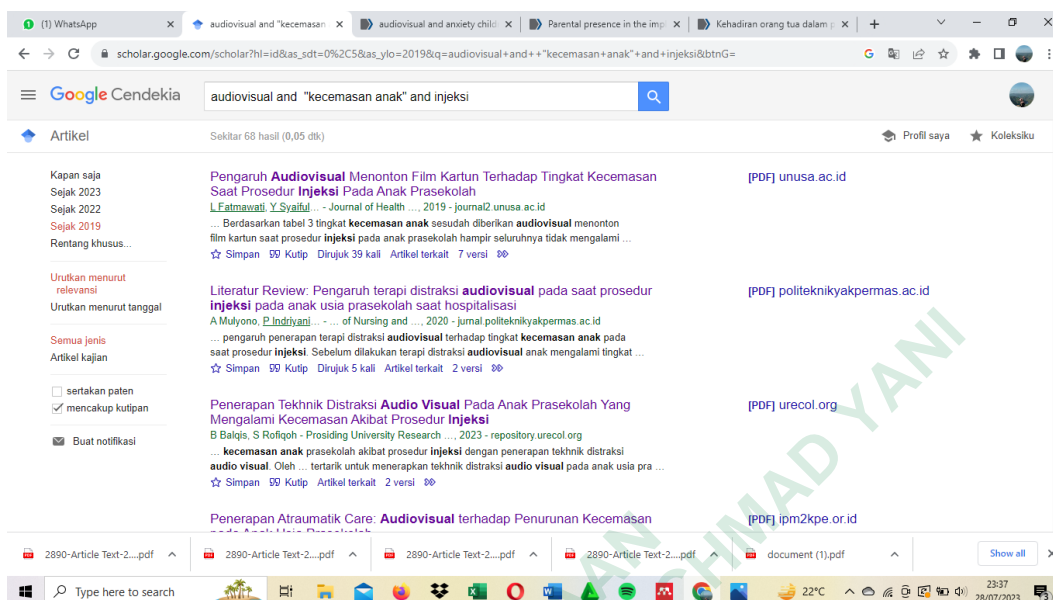 (1) WhatsApp
audiovisual and "kecemasan
audiovisual and anxiety child
Parental presence in the imp
Kehadiran orang tua dalam p
scholar.google.com/scholar?hl=id&as_sdt=0%2C5&as_ylo=2019&q=audiovisual+and++"kecemasan+anak"+and+injeksi&btnG=
Google Cendekia
audiovisual and "kecemasan anak" and injeksi
Artikel
Sekitar 68 hasil (0,05 dtk)
Profil saya
Koleksiku
Kapan saja
Sejak 2023
Sejak 2022
Sejak 2019
Rentang khusus...
Urutkan menurut
relevansi
Urutkan menurut tanggal
Semua jenis
Artikel kajian
sertakan paten
mencakup kutipan
Buat notifikasi
Pengaruh Audiovisual Menonton Film Kartun Terhadap Tingkat Kecemasan
Saat Prosedur Injeksi Pada Anak Prasekolah
L Fatmawati, Y Syaiful... - Journal of Health ..., 2019 - journal2.unusa.ac.id
... Berdasarkan tabel 3 tingkat kecemasan anak sesudah diberikan audiovisual menonton
film kartun saat prosedur injeksi pada anak prasekolah hampir seluruhnya tidak mengalami ...
Simpan Kutip Dirujuk 39 kali Artikel terkait 7 versi
[PDF] unusa.ac.id
Literatur Review: Pengaruh terapi distraksi audiovisual pada saat prosedur
injeksi pada anak usia prasekolah saat hospitalisasi
A Mulyono, P Indriyani... - ... of Nursing and ..., 2020 - jurnal.politeknikyakpermas.ac.id
... pengaruh penerapan terapi distraksi audiovisual terhadap tingkat kecemasan anak pada
saat prosedur injeksi. Sebelum dilakukan terapi distraksi audiovisual anak mengalami tingkat ...
Simpan Kutip Dirujuk 5 kali Artikel terkait 2 versi
[PDF] politeknikyakpermas.ac.id
Penerapan Tekhnik Distraksi Audio Visual Pada Anak Prasekolah Yang
Mengalami Kecemasan Akibat Prosedur Injeksi
B Balqis, S Rofiqoh - Prosiding University Research ..., 2023 - repository.urecol.org
... kecemasan anak prasekolah akibat prosedur injeksi dengan penerapan tekhnik distraksi
audio visual. Oleh ... tertarik untuk menerapkan tekhnik distraksi audio visual pada anak usia pra ...
Simpan Kutip Artikel terkait 2 versi
[PDF] urecol.org
Penerapan Atraumatik Care: Audiovisual terhadap Penurunan Kecemasan
pada Anak Usia Prasekolah
[PDF] ipm2kpe.or.id
2890-Article Text-2....pdf
2890-Article Text-2....pdf
2890-Article Text-2....pdf
2890-Article Text-2....pdf
document (1).pdf
Show all
Type here to search
22°C
23:37
28/07/2023